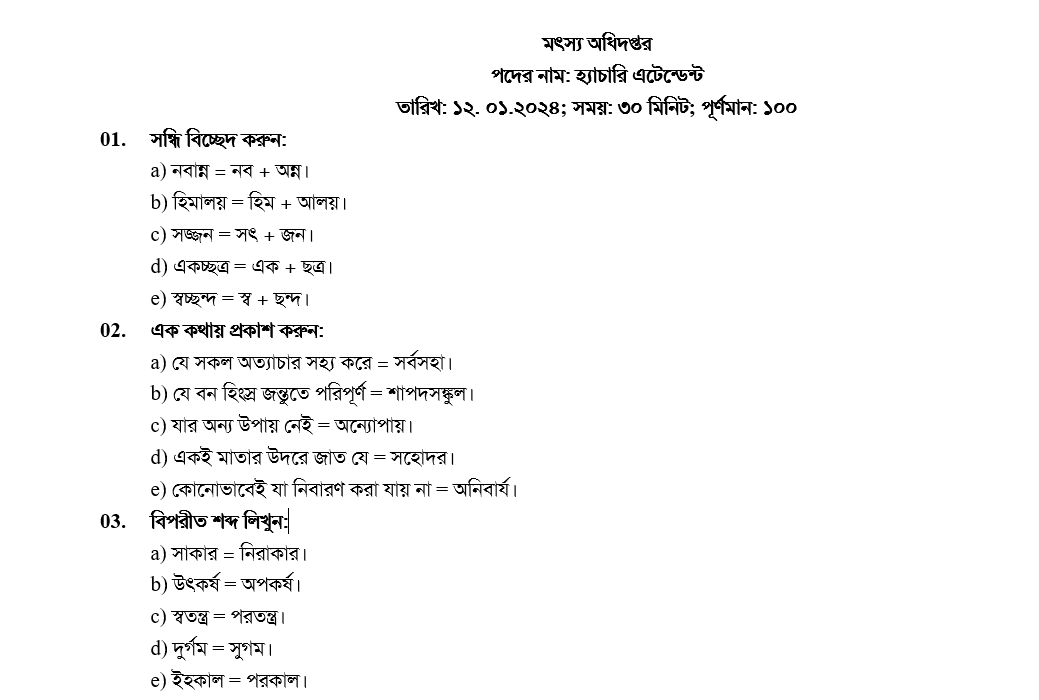 মৎস্য অধিদপ্তর
পদের নাম: হ্যাচারি এটেন্ডেন্ট
তারিখ: ১২. ০১.২০২৪; সময়: ৩০ মিনিট; পূর্ণমান: ১০০
01. সন্ধি বিচ্ছেদ করুন:
a) নবান্ন = নব + অন্ন।
b) হিমালয় = হিম + আলয়।
c) সজ্জন = সৎ + জন।
d) একচ্ছত্র = এক + ছত্র।
e) স্বচ্ছন্দ = স্ব + ছন্দ।
02. এক কথায় প্রকাশ করুন:
a) যে সকল অত্যাচার সহ্য করে = সর্বসহা।
b) যে বন হিংস্র জন্তুতে পরিপূর্ণ = শাপদসঙ্কুল।
c) যার অন্য উপায় নেই = অন্যোপায়।
d) একই মাতার উদরে জাত যে = সহোদর।
e) কোনোভাবেই যা নিবারণ করা যায় না = অনিবার্য।
03. বিপরীত শব্দ লিখুন:
a) সাকার = নিরাকার।
b) উৎকর্ষ = অপকর্ষ।
c) স্বতন্ত্র = পরতন্ত্র।
d) দুর্গম = সুগম।
e) ইহকাল = পরকাল।